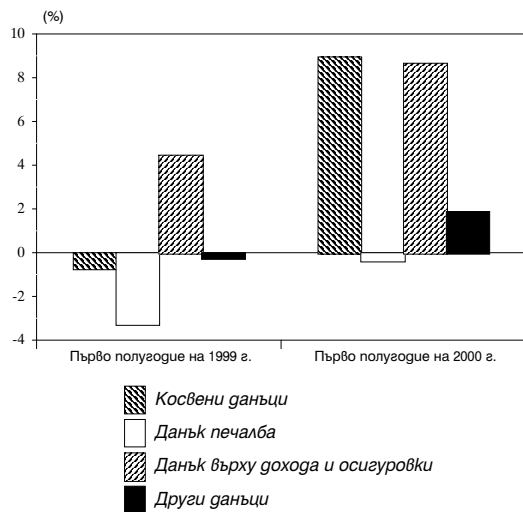 (%)
10
8
6
4
2
0
-2
-4
Първо полугодие на 1999 г. Първо полугодие на 2000 г.
Косвени данъци
Данък печалба
Данък върху дохода и осигуровки
Други данъци